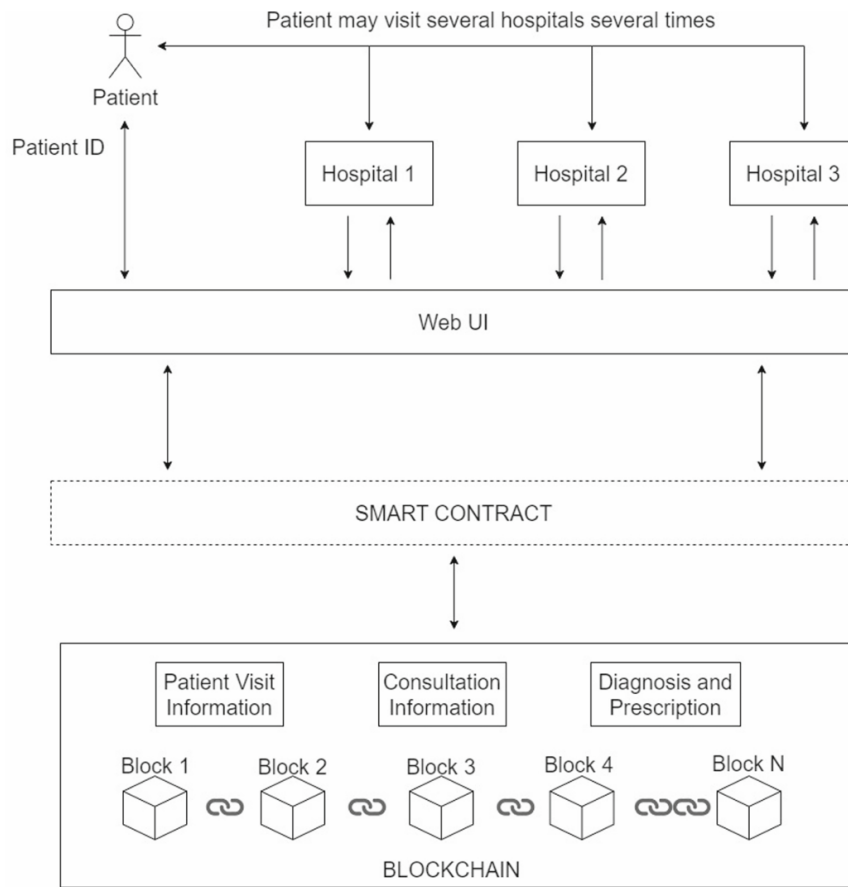 Patient may visit several hospitals several times
Patient
Patient ID
Hospital 1
Hospital 2
Hospital 3
Web UI
SMART CONTRACT
Patient Visit
Information
Consultation
Information
Diagnosis and
Prescription
Block 1
Block 2
Block 3
Block 4
Block N
BLOCKCHAIN